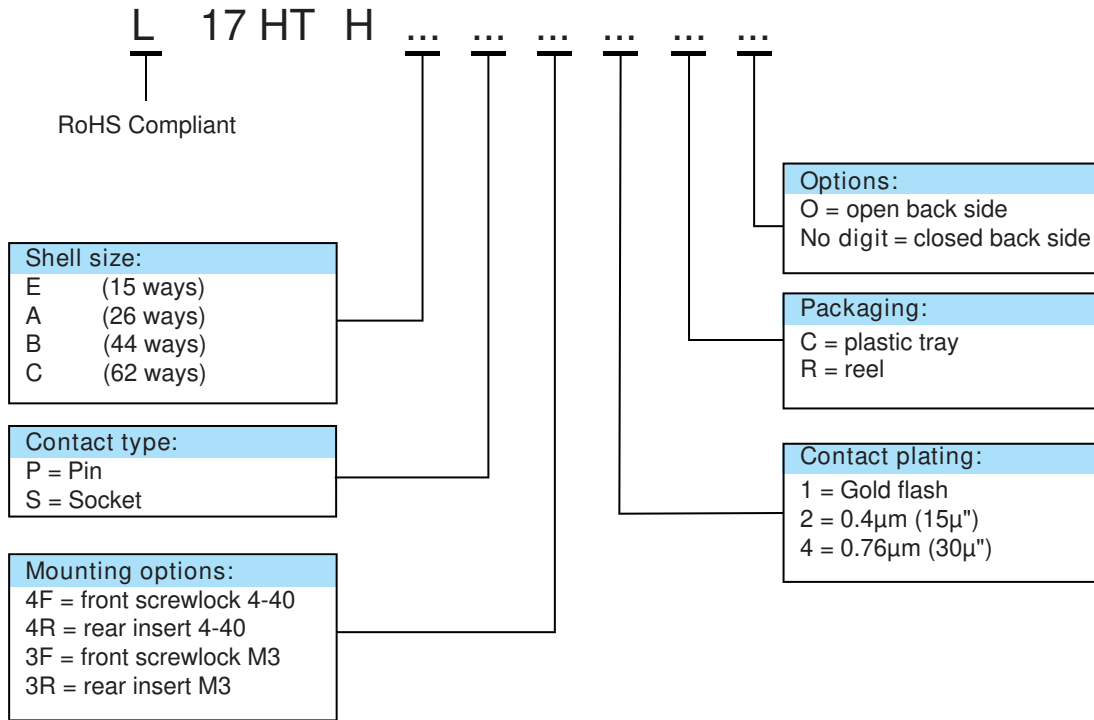 L 17 HT H ... ... ... ... ... ...
RoHS Compliant
Shell size:
E (15 ways)
A (26 ways)
B (44 ways)
C (62 ways)
Contact type:
P = Pin
S = Socket
Mounting options:
4F = front screwlock 4-40
4R = rear insert 4-40
3F = front screwlock M3
3R = rear insert M3
Options:
O = open back side
No digit = closed back side
Packaging:
C = plastic tray
R = reel
Contact plating:
1 = Gold flash
2 = 0.4µm (15µ")
4 = 0.76µm (30µ")